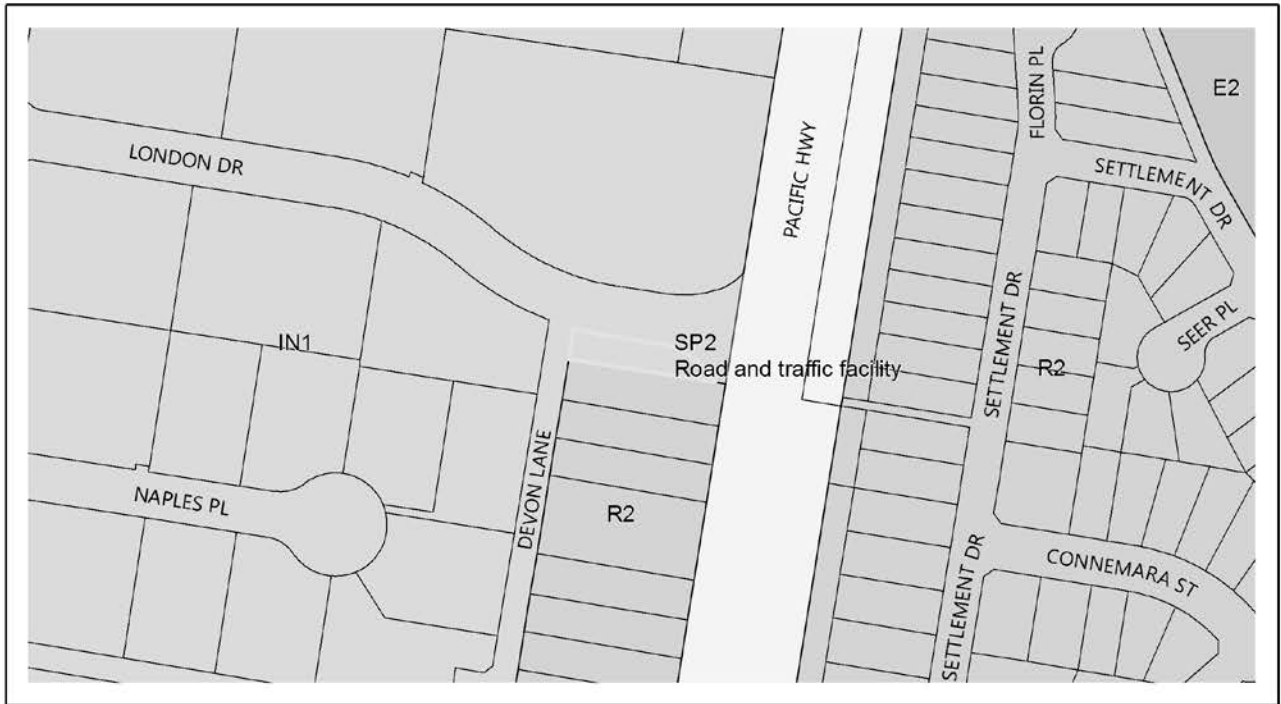 E2
FLORIN PL
LONDON DR
SETTLEMENT DR
PACIFIC HWY
SETTLEMENT DR
SEER PL
IN1
SP2
Road and traffic facility
R2
DEVON LANE
NAPLES PL
R2
SETTLEMENT DR
CONNEMARA ST